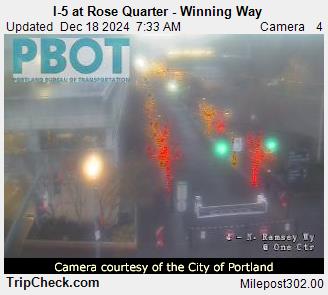 I-5 at Rose Quarter - Winning Way
Updated Dec 18 2024 7:33 AM Camera 4
PBOT
PORTLAND BUREAU OF TRANSPORTATION
4 - N. Ramsey Wy
@ One Ctr
Camera courtesy of the City of Portland
TripCheck.com Milepost302.00